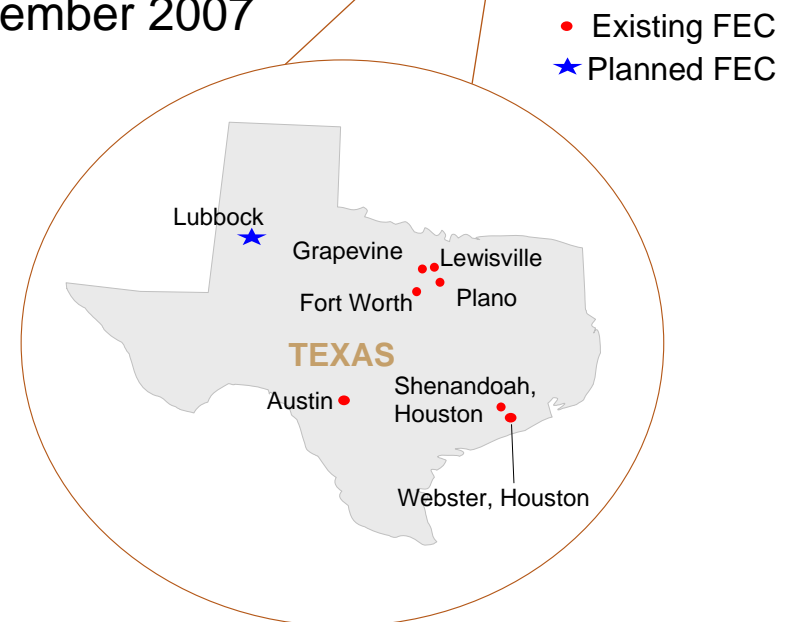 ember 2007
Existing FEC
Planned FEC
Lubbock
Grapevine
Lewisville
Fort Worth
Plano
TEXAS
Austin
Shenandoah,
Houston
Webster, Houston